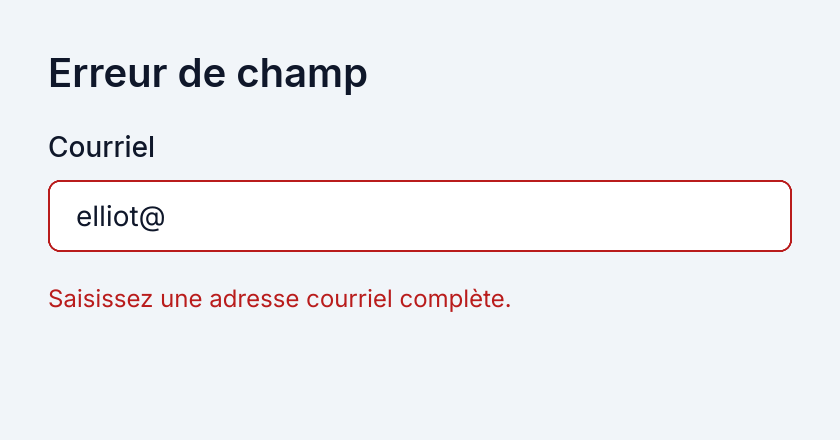 Erreur de champ
Courriel
elliot@
Saisissez une adresse courriel complète.